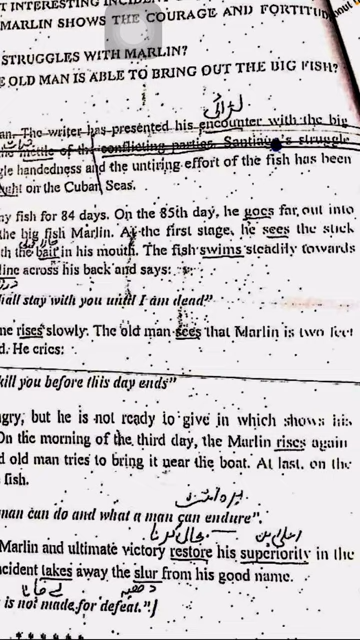 T INTERESTING INCIDENT
MARLIN SHOWS THE COURAGE AND FORTITUD
STRUGGLES WITH MARLIN?
E OLD MAN IS ABLE TO BRING OUT THE BIG FISH?
لڑائی
an. The writer has presented his encounter with the big
the mettle of the conflicting parties. Santiago's struggle
gle handedness and the untiring effort of the fish has been
ght on the Cuban Seas.
ny fish for 84 days. On the 85th day, he goes far out into
the big fish Marlin. At the first stage, he sees the stick
th the bait in his mouth. The fish swims steadily towards
line across his back and says:
hall stay with you until I am dead"
ne rises slowly. The old man sees that Marlin is two feet
d. He cries:
kill you before this day ends"
ngry, but he is not ready to give in which shows his
On the morning of the third day, the Marlin rises again
d old man tries to bring it near the boat. At last, on the
fish.
برداشت
man can do and what a man can endure".
بحال کرنا
Marlin and ultimate victory restore his superiority in the
ncident takes away the slur from his good name.
دھبہ
is not made for defeat."]